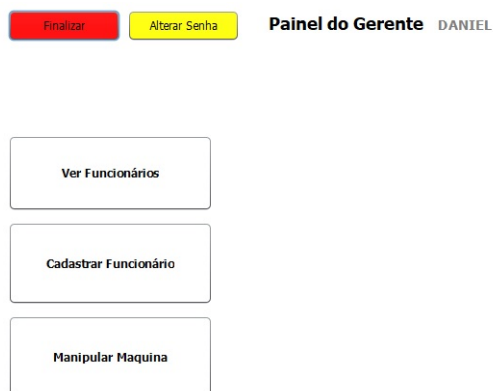 Finalizar Alterar Senha Painel do Gerente DANIEL
Ver Funcionários
Cadastrar Funcionário
Manipular Maquina